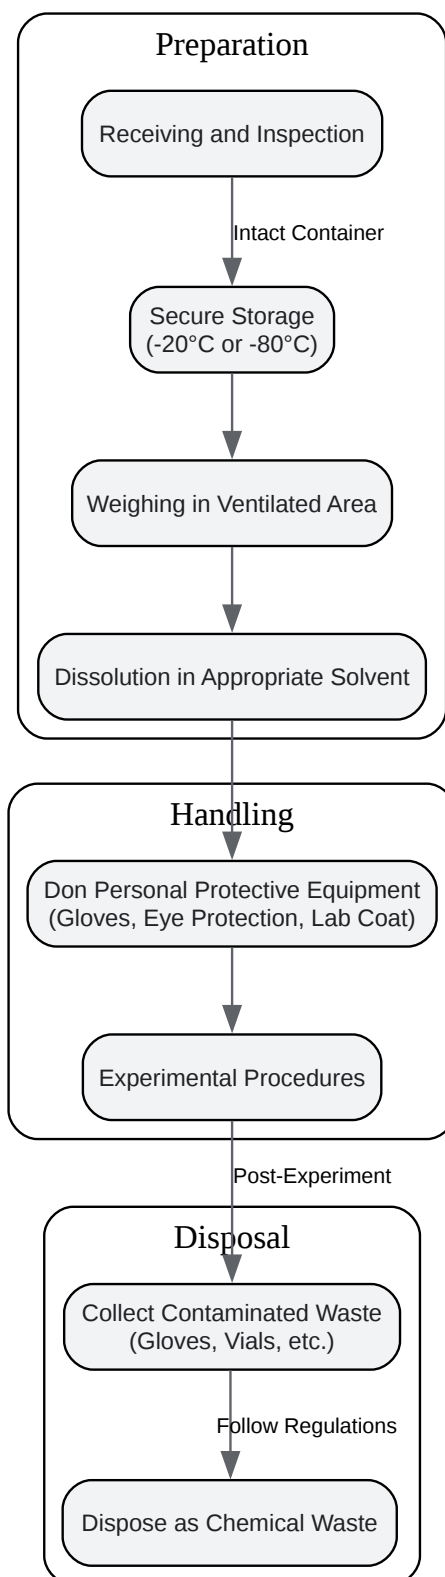 Preparation
Receiving and Inspection
Intact Container
Secure Storage
(-20°C or -80°C)
Weighing in Ventilated Area
Dissolution in Appropriate Solvent
Handling
Don Personal Protective Equipment
(Gloves, Eye Protection, Lab Coat)
Experimental Procedures
Post-Experiment
Disposal
Collect Contaminated Waste
(Gloves, Vials, etc.)
Follow Regulations
Dispose as Chemical Waste